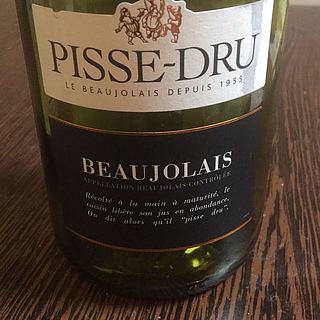 PISSE-DRU
LE BEAUJOLAIS DEPUIS 1955
BEAUJOLAIS
APPELLATION BEAUJOLAIS CONTRÔLÉE
Récolté à la main à maturité, le
raisin libère son jus en abondance.
On dit alors qu'il "pisse dru".